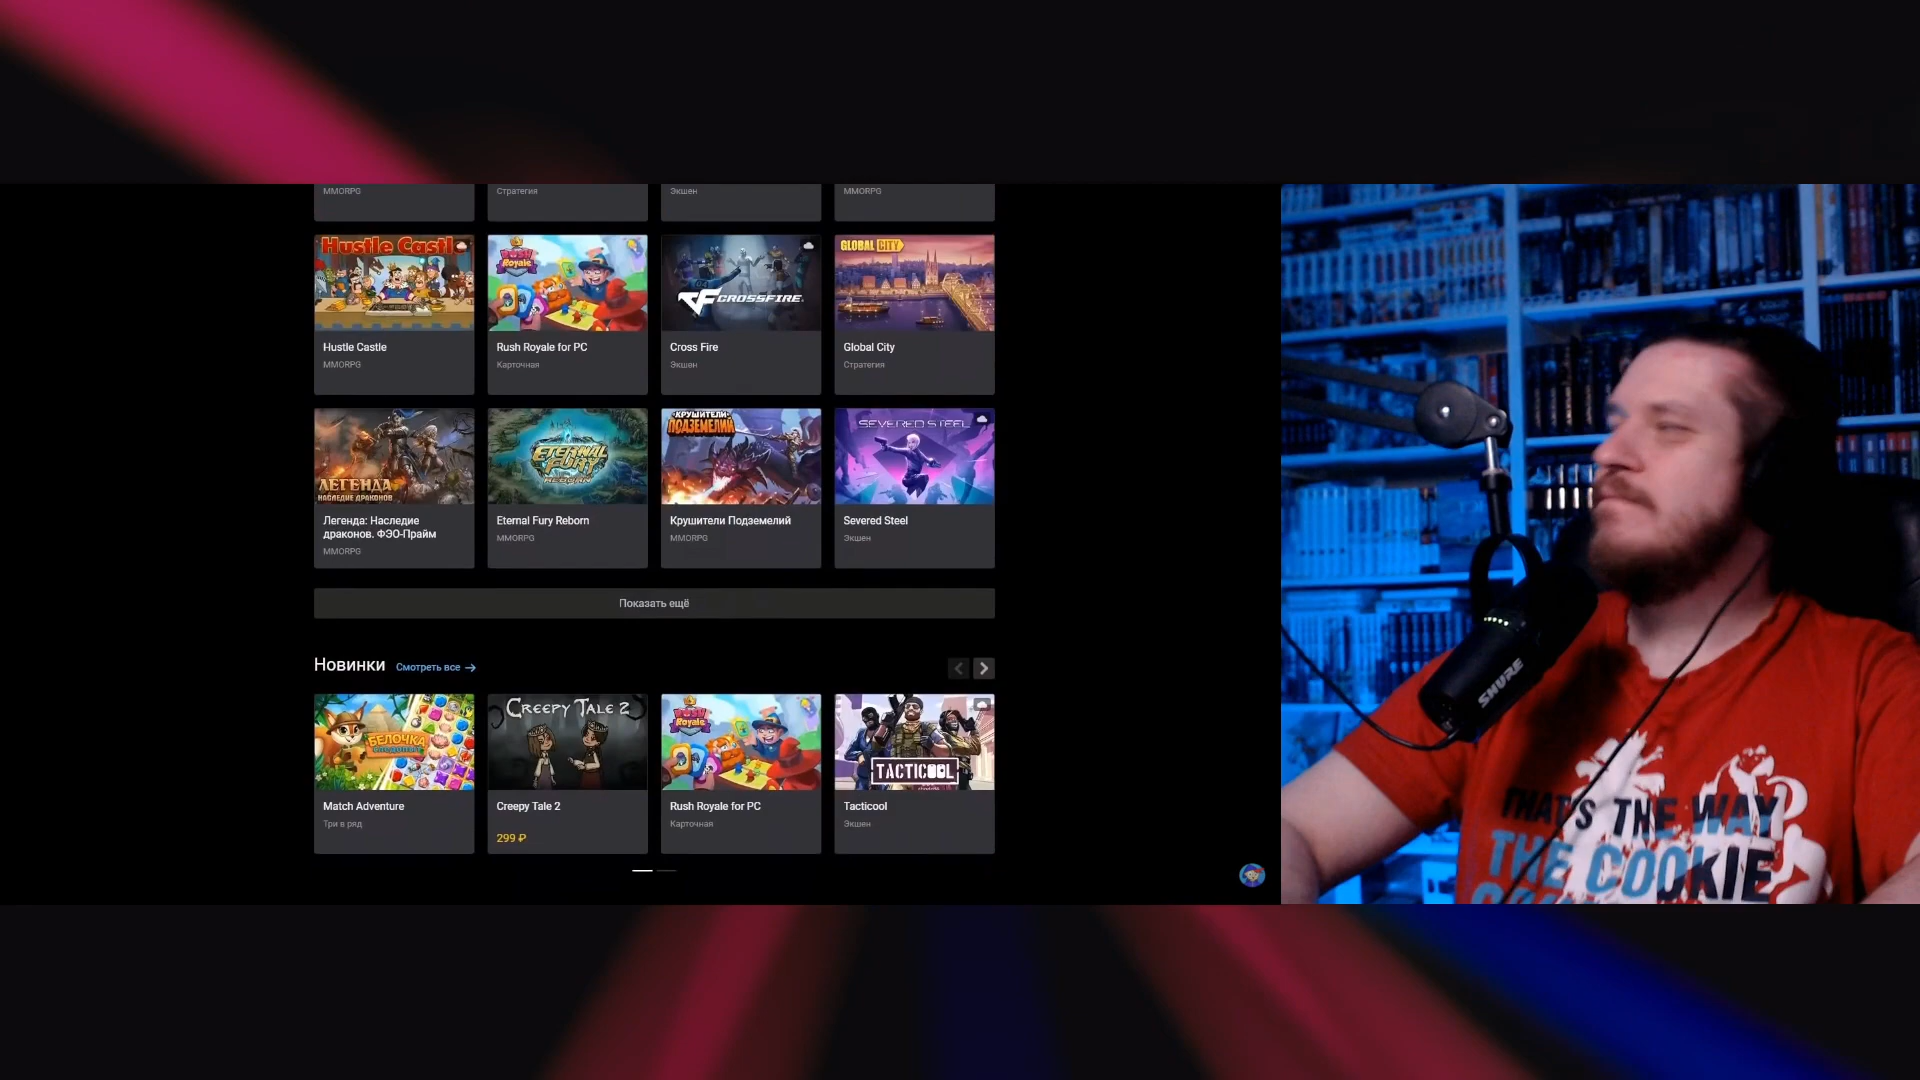 MMORPG
Стратегия
Экшен
MMORPG
Hustle Castle
RUSH
Royale
CROSSFIRE
GLOBAL CITY
Hustle Castle
MMORPG
Rush Royale for PC
Карточная
Cross Fire
Экшен
Global City
Стратегия
ЛЕГЕНДА
НАСЛЕДИЕ ДРАКОНОВ
ETERNAL
FURY
REBORN
КРУШИТЕЛИ
ПОДЗЕМЕЛИЙ
SEVERED STEEL
Легенда: Наследие
драконов. ФЭО-Прайм
MMORPG
Eternal Fury Reborn
MMORPG
Крушители Подземелий
MMORPG
Severed Steel
Экшен
Показать ещё
Новинки
Смотреть все →
БЕЛОЧКА
CREEPY TALE 2
RUSH
Royale
TACTICOOL
Match Adventure
Три в ряд
Creepy Tale 2
299 ₽
Rush Royale for PC
Карточная
Tacticool
Экшен
SHURE
THAT'S THE WAY
THE COOKIE